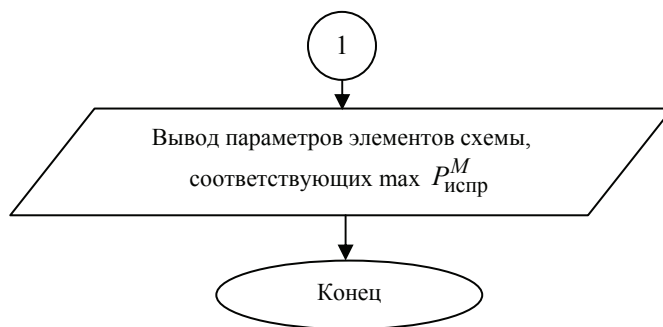 1
Вывод параметров элементов схемы,
соответствующих max P^M_испр
Конец